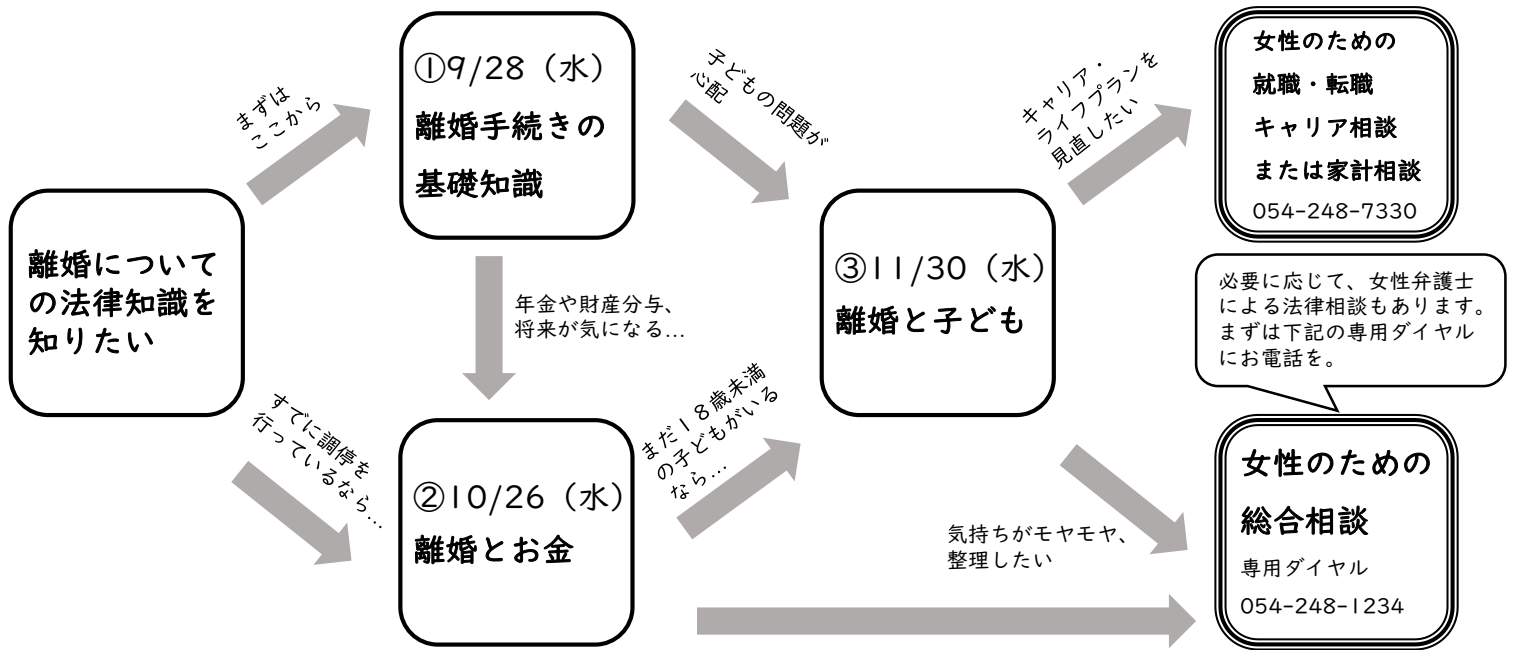 離婚について
の法律知識を
知りたい
まずは
ここから
①9/28（水）
離婚手続きの
基礎知識
子どもの問題が
心配
年金や財産分与、
将来が気になる…
すでに調停を
行っているなら…
②10/26（水）
離婚とお金
まだ18歳未満
の子どもがいる
なら…
③11/30（水）
離婚と子ども
キャリア・
ライフプランを
見直したい
女性のための
就職・転職
キャリア相談
または家計相談
054-248-7330
必要に応じて、女性弁護士
による法律相談もあります。
まずは下記の専用ダイヤル
にお電話を。
気持ちがモヤモヤ、
整理したい
女性のための
総合相談
専用ダイヤル
054-248-1234